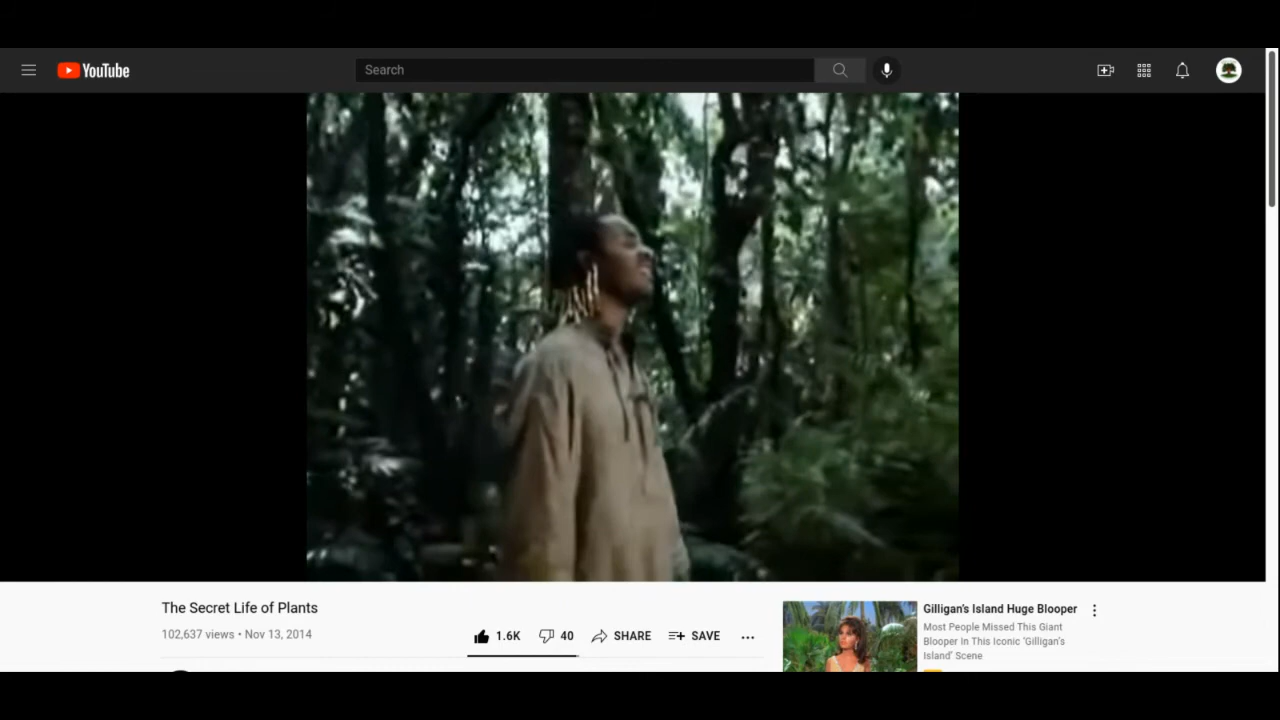 YouTube
Search
The Secret Life of Plants
102,637 views • Nov 13, 2014
1.6K
40
SHARE
SAVE
Gilligan's Island Huge Blooper
Most People Missed This Giant
Blooper In This Iconic 'Gilligan's
Island' Scene